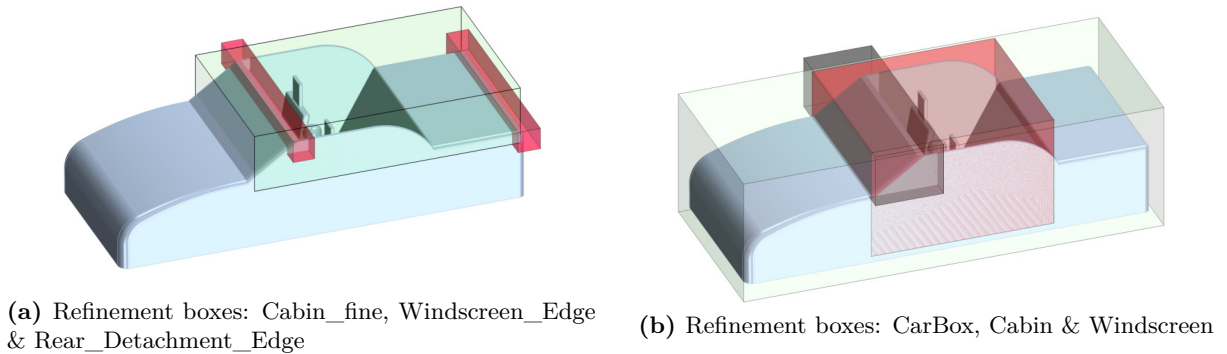 (a) Refinement boxes: Cabin_fine, Windscreen_Edge
& Rear_Detachment_Edge
(b) Refinement boxes: CarBox, Cabin & Windscreen